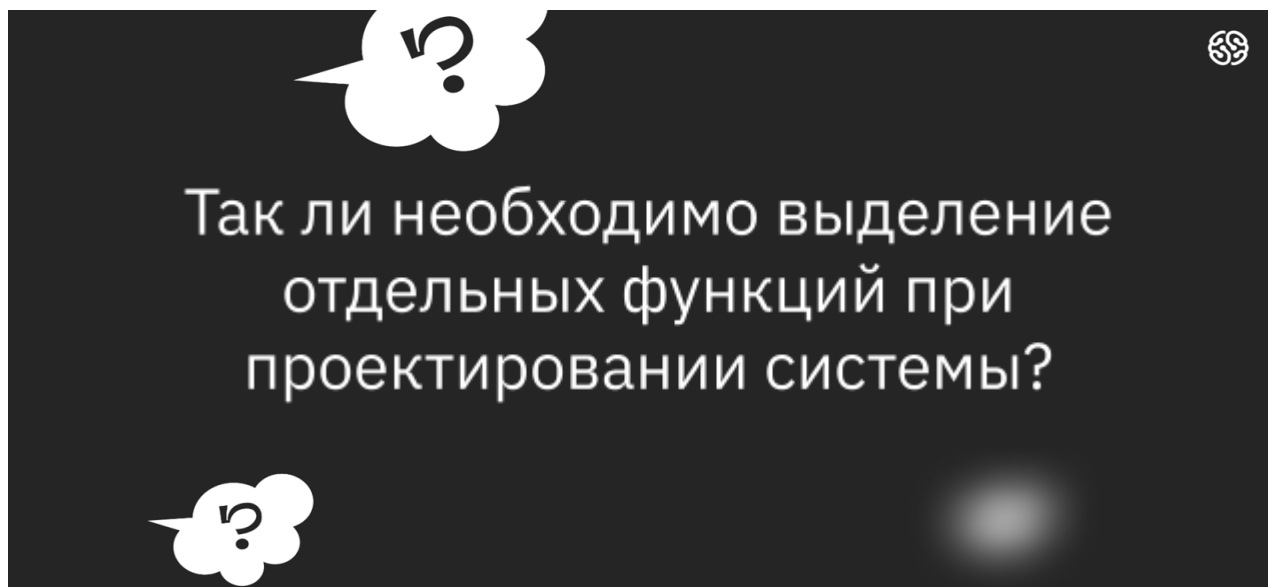 ?
Так ли необходимо выделение
отдельных функций при
проектировании системы?
?